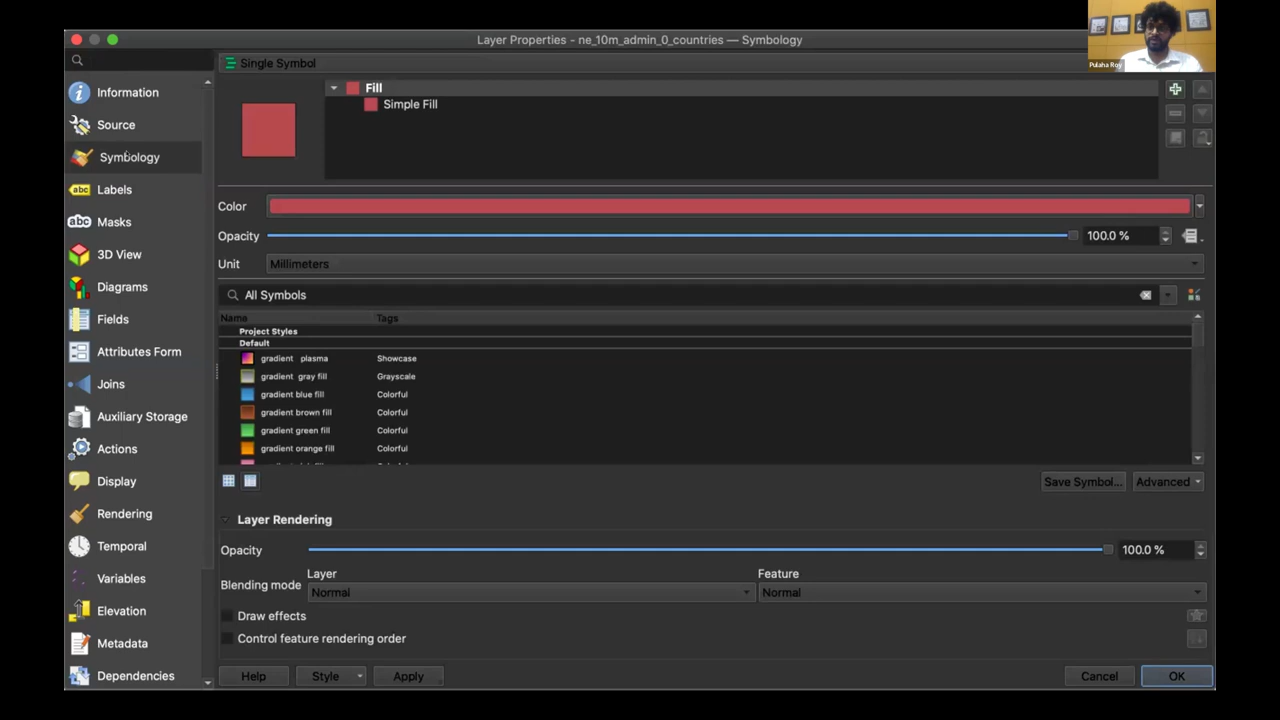 Layer Properties - ne_10m_admin_0_countries — Symbology
Pulaha Roy
Information
Source
Symbology
Labels
Masks
3D View
Diagrams
Fields
Attributes Form
Joins
Auxiliary Storage
Actions
Display
Rendering
Temporal
Variables
Elevation
Metadata
Dependencies
abc
abc
Single Symbol
Fill
Simple Fill
Color
Opacity 100.0 %
Unit Millimeters
All Symbols
Name Tags
Project Styles
Default
gradient plasma Showcase
gradient gray fill Grayscale
gradient blue fill Colorful
gradient brown fill Colorful
gradient green fill Colorful
gradient orange fill Colorful
Save Symbol... Advanced
Layer Rendering
Opacity 100.0 %
Layer Feature
Blending mode Normal Normal
Draw effects
Control feature rendering order
Help Style Apply Cancel OK